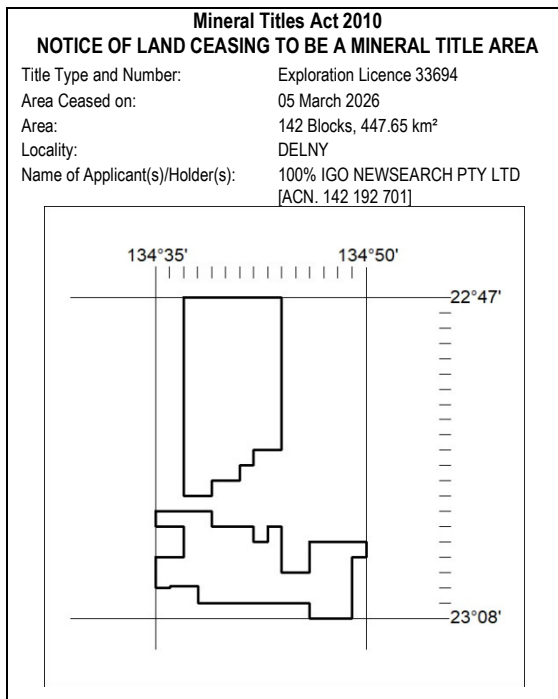 Mineral Titles Act 2010
NOTICE OF LAND CEASING TO BE A MINERAL TITLE AREA
Title Type and Number: Exploration Licence 33694
Area Ceased on: 05 March 2026
Area: 142 Blocks, 447.65 km²
Locality: DELNY
Name of Applicant(s)/Holder(s): 100% IGO NEWSEARCH PTY LTD
[ACN. 142 192 701]
134°35' 134°50'
22°47'
23°08'